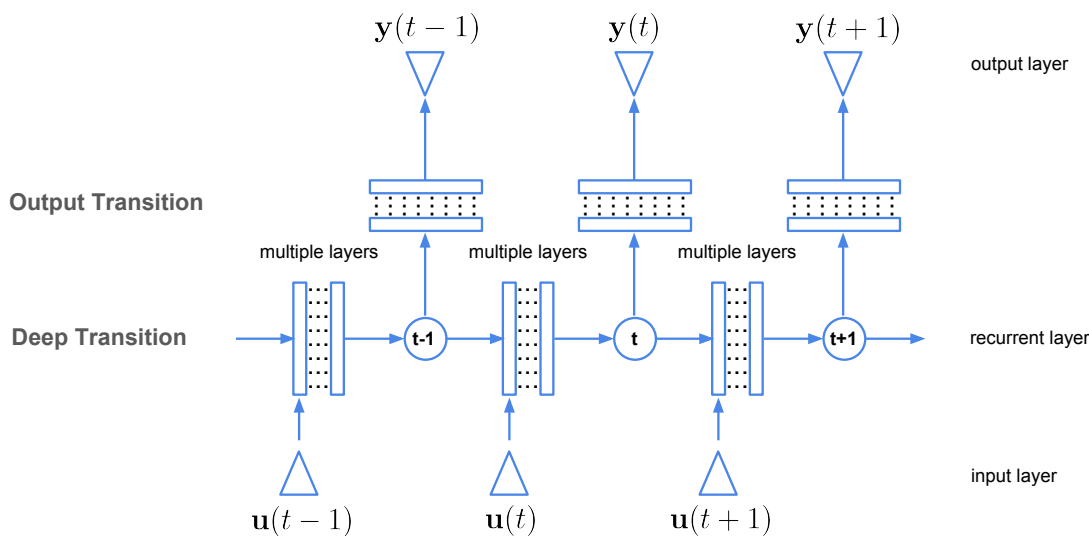 y(t − 1) y(t) y(t + 1)
output layer
Output Transition
multiple layers multiple layers multiple layers
Deep Transition t-1 t t+1 recurrent layer
input layer
u(t − 1) u(t) u(t + 1)